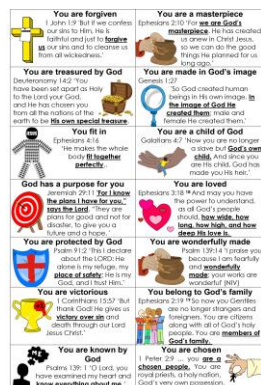 You are forgiven
1 John 1:9 'But if we confess
our sins to Him, He is
faithful and just to forgive
us our sins and to cleanse us
from all wickedness.'
You are a masterpiece
Ephesians 2:10 'For we are God's
masterpiece. He has created
us anew in Christ Jesus,
so we can do the good
things He planned for us
long ago.'
You are treasured by God
Deuteronomy 14:2 'You
have been set apart as Holy
to the Lord your God,
and he has chosen you
from all the nations of the
earth to be His own special treasure.
You are made in God's image
Genesis 1:27
'So God created human
beings in His own image. In
the image of God He
created them; male and
female He created them.'
You fit in
Ephesians 4:16
'He makes the whole
body fit together
perfectly.
You are a child of God
Galatians 4:7 'Now you are no longer
a slave but God's own
child. And since you
are His child, God has
made you His heir.'
God has a purpose for you
Jeremiah 29:11 'For I know
the plans I have for you,"
says the Lord. "They are
plans for good and not for
disaster, to give you a
future and a hope.
You are loved
Ephesians 3:18 And may you have
the power to understand,
as all God's people
should, how wide, how
long, how high, and how
deep His love is.
You are protected by God
Psalm 91:2 'This I declare
about the LORD: He
alone is my refuge, my
place of safety; He is my
God, and I trust Him.'
You are wonderfully made
Psalm 139:14 'I praise you
because I am fearfully
and wonderfully
made; your works are
wonderful' (NIV)
You are victorious
1 Corinthians 15:57 'But
thank God! He gives us
victory over sin and
death through our Lord
Jesus Christ.'
You belong to God's family
Ephesians 2:19 So now you Gentiles
are no longer strangers and
foreigners. You are citizens
along with all of God's holy
people. You are members of
God's family.
You are known by
God
Psalm 139: 1 'O Lord, you
have examined my heart and
know everything about me.'
You are chosen
1 Peter 2:9 ... you are a
chosen people. You are
royal priests, a holy nation,
God's very own possession.